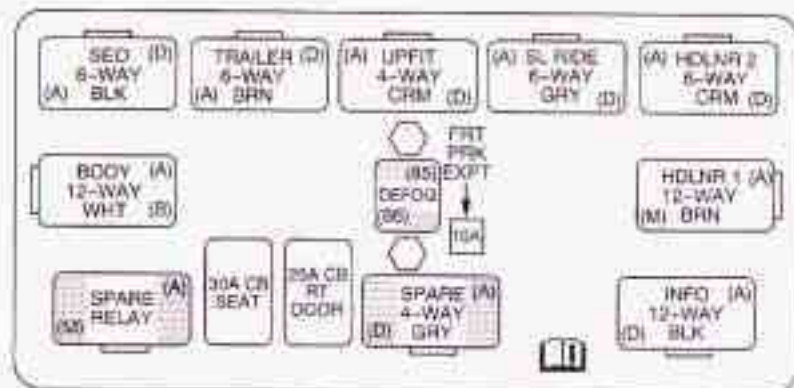 SEO (D)
6-WAY
(A) BLK
TRAILER (D)
6-WAY
(A) BRN
(A) UPFIT
4-WAY
CRM (D)
(A) SL RIDE
6-WAY
GRY (D)
(A) HDLNR 2
6-WAY
CRM (D)
BODY (A)
12-WAY
WHT (B)
(85)
DEFOG
(86)
FRT
PRK
EXPT
10A
HDLNR 1 (A)
12-WAY
(M) BRN
SPARE (A)
RELAY
30A CB
SEAT
25A CB
RT
DOOR
SPARE (A)
4-WAY
(D) GRY
INFO (A)
12-WAY
(D) BLK